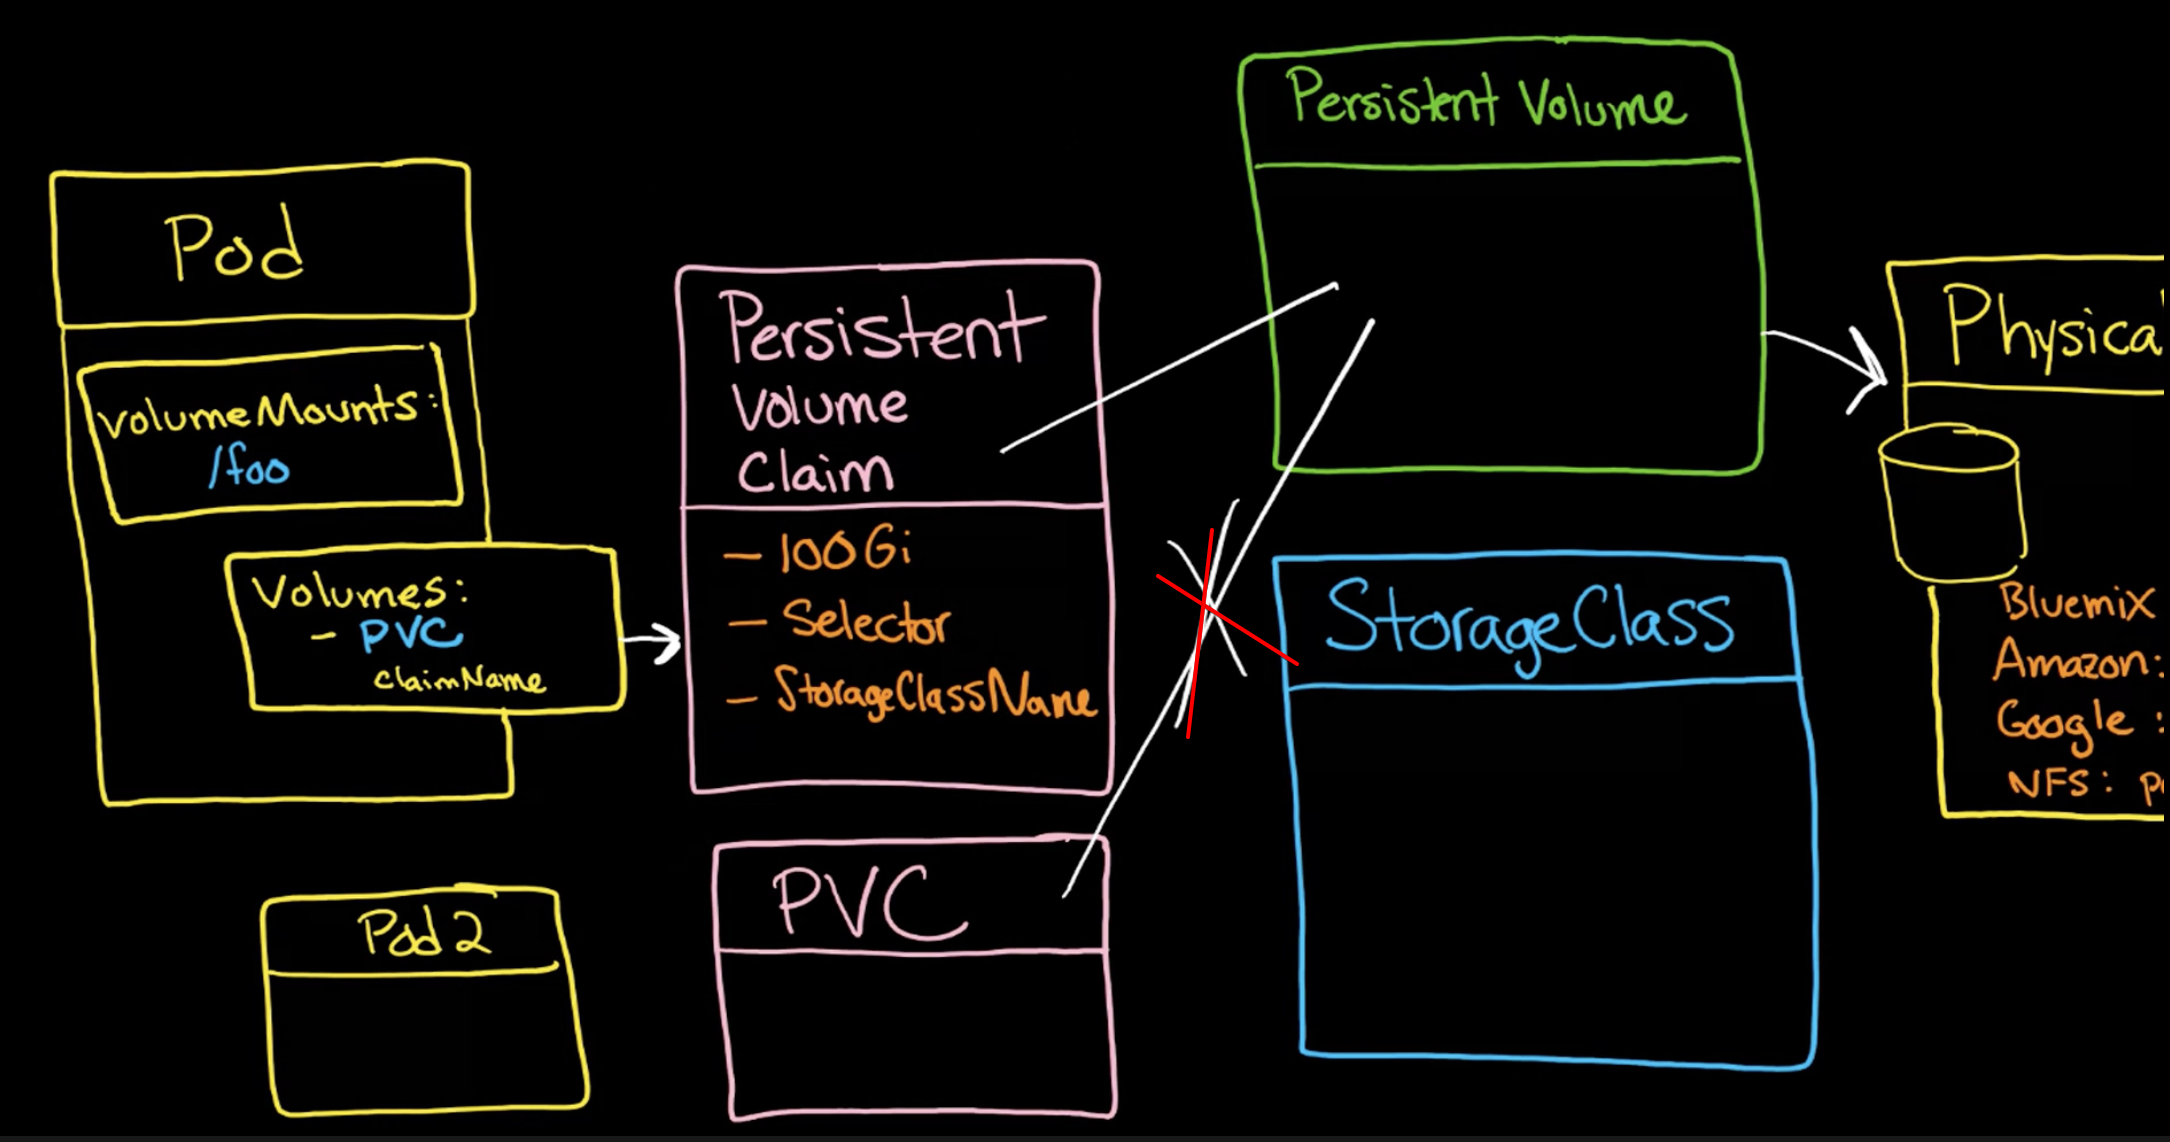 Pod
volumeMounts:
/foo
Volumes:
- PVC
claimName
Pod 2
Persistent
Volume
Claim
- 100Gi
- Selector
- StorageClassName
PVC
Persistent Volume
StorageClass
Physical
Bluemix
Amazon:
Google :
NFS :